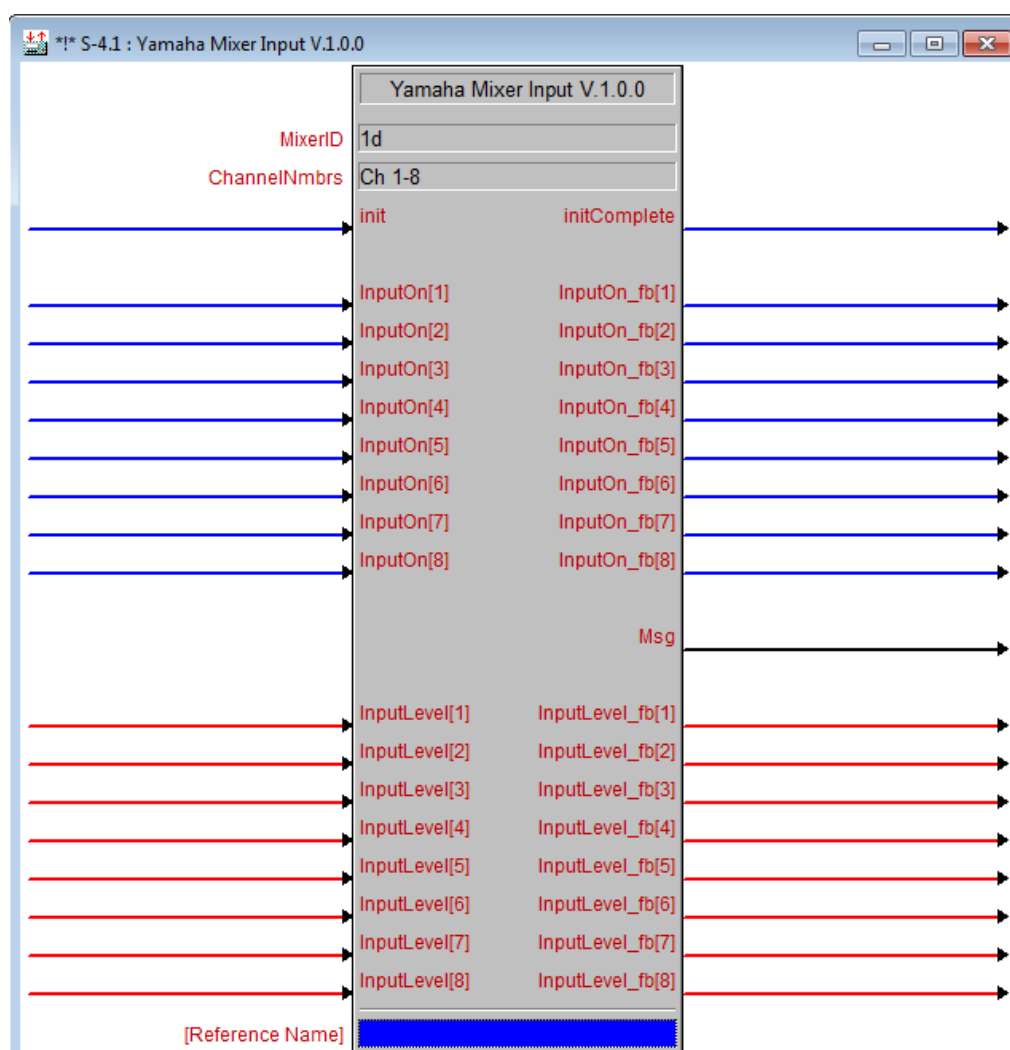 *!* S-4.1 : Yamaha Mixer Input V.1.0.0
Yamaha Mixer Input V.1.0.0
MixerID 1d
ChannelNmbrs Ch 1-8
init initComplete
InputOn[1] InputOn_fb[1]
InputOn[2] InputOn_fb[2]
InputOn[3] InputOn_fb[3]
InputOn[4] InputOn_fb[4]
InputOn[5] InputOn_fb[5]
InputOn[6] InputOn_fb[6]
InputOn[7] InputOn_fb[7]
InputOn[8] InputOn_fb[8]
Msg
InputLevel[1] InputLevel_fb[1]
InputLevel[2] InputLevel_fb[2]
InputLevel[3] InputLevel_fb[3]
InputLevel[4] InputLevel_fb[4]
InputLevel[5] InputLevel_fb[5]
InputLevel[6] InputLevel_fb[6]
InputLevel[7] InputLevel_fb[7]
InputLevel[8] InputLevel_fb[8]
[Reference Name]